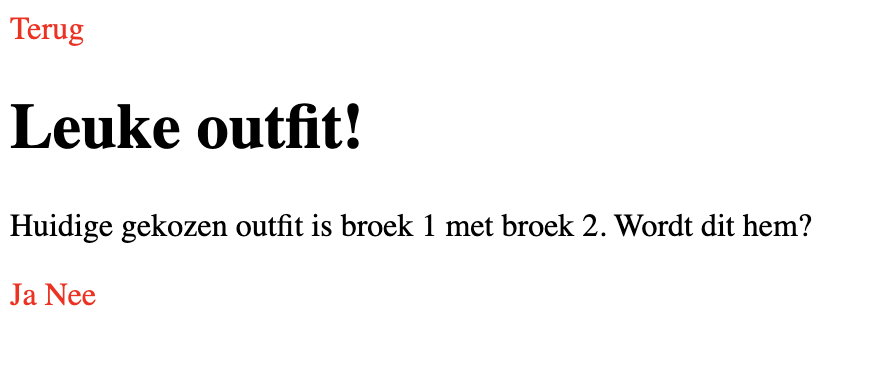 Terug
Leuke outfit!
Huidige gekozen outfit is broek 1 met broek 2. Wordt dit hem?
Ja Nee